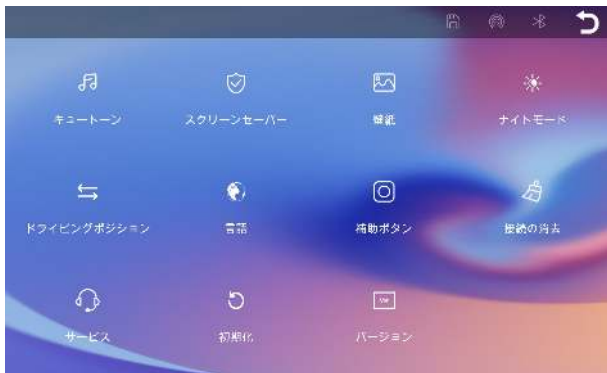 キュートーン
スクリーンセーバー
壁紙
ナイトモード
ドライビングポジション
言語
補助ボタン
接続の消去
サービス
初期化
バージョン